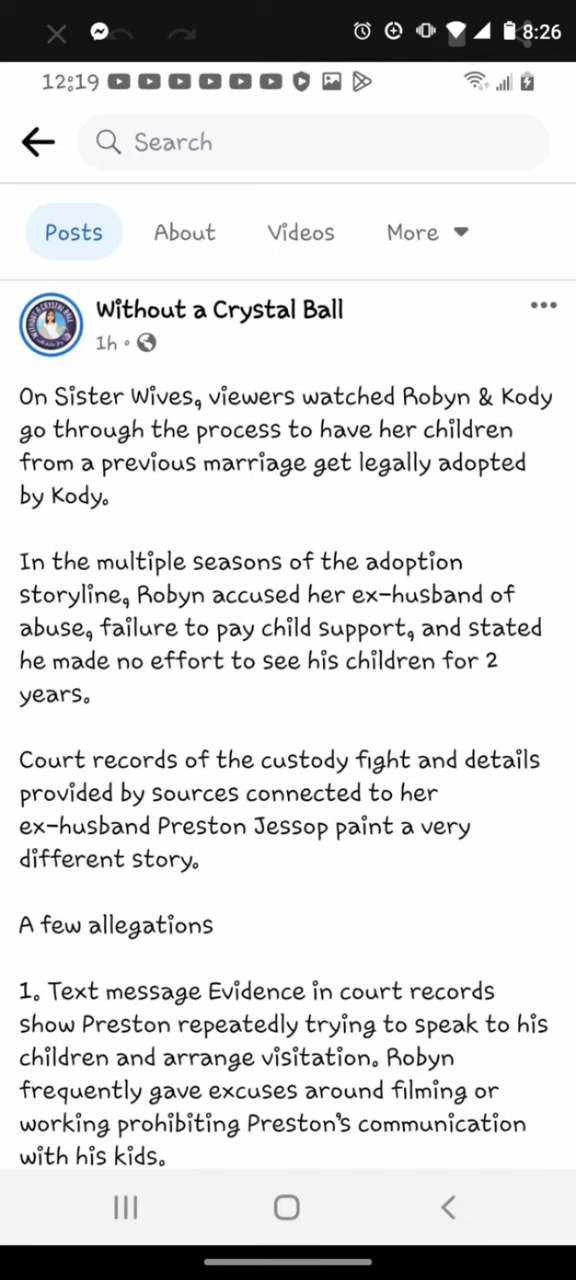 8:26
12:19
Search
Posts About Videos More
Without a Crystal Ball
1h
On Sister Wives, viewers watched Robyn & Kody
go through the process to have her children
from a previous marriage get legally adopted
by Kody.
In the multiple seasons of the adoption
storyline, Robyn accused her ex-husband of
abuse, failure to pay child support, and stated
he made no effort to see his children for 2
years.
Court records of the custody fight and details
provided by sources connected to her
ex-husband Preston Jessop paint a very
different story.
A few allegations
1. Text message Evidence in court records
show Preston repeatedly trying to speak to his
children and arrange visitation. Robyn
frequently gave excuses around filming or
working prohibiting Preston's communication
with his kids.